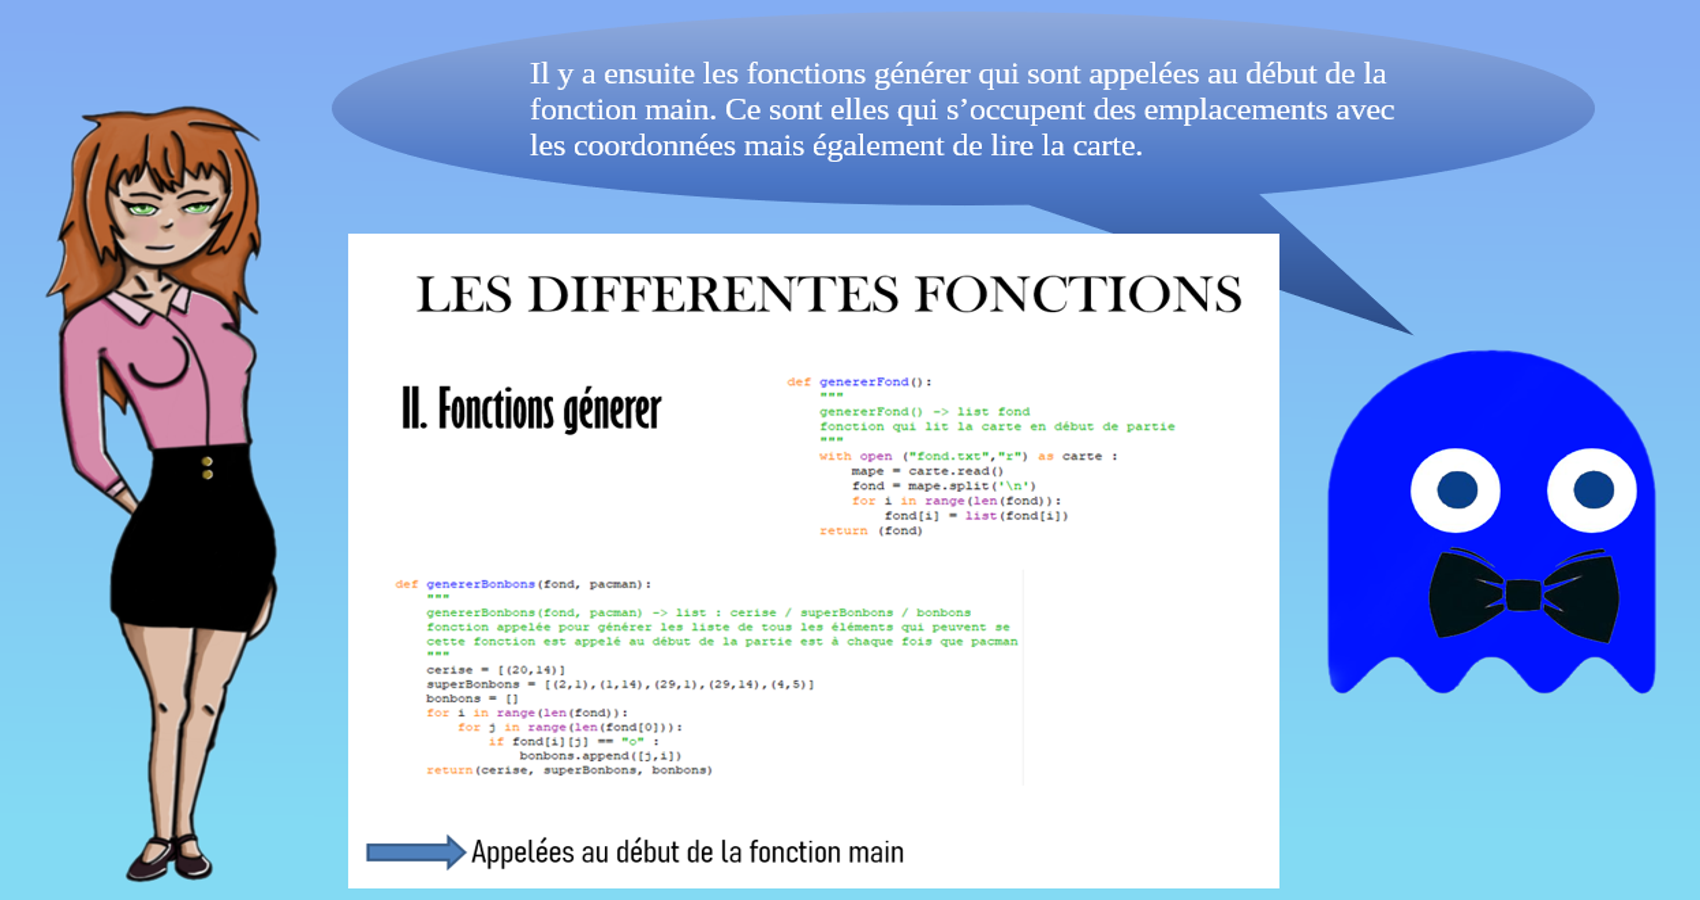 Il y a ensuite les fonctions générer qui sont appelées au début de la
fonction main. Ce sont elles qui s’occupent des emplacements avec
les coordonnées mais également de lire la carte.
LES DIFFERENTES FONCTIONS
II. Fonctions génerer
def genererFond():
"""
genererFond() -> list fond
fonction qui lit la carte en début de partie
"""
with open ("fond.txt","r") as carte :
mape = carte.read()
fond = mape.split('\n')
for i in range(len(fond)):
fond[i] = list(fond[i])
return (fond)
def genererBonbons(fond, pacman):
"""
genererBonbons(fond, pacman) -> list : cerise / superBonbons / bonbons
fonction appelée pour générer les liste de tous les éléments qui peuvent se
cette fonction est appelé au début de la partie est à chaque fois que pacman
"""
cerise = [(20,14)]
superBonbons = [(2,1),(1,14),(29,1),(29,14),(4,5)]
bonbons = []
for i in range(len(fond)):
for j in range(len(fond[0])):
if fond[i][j] == "o" :
bonbons.append([j,i])
return(cerise, superBonbons, bonbons)
Appelées au début de la fonction main